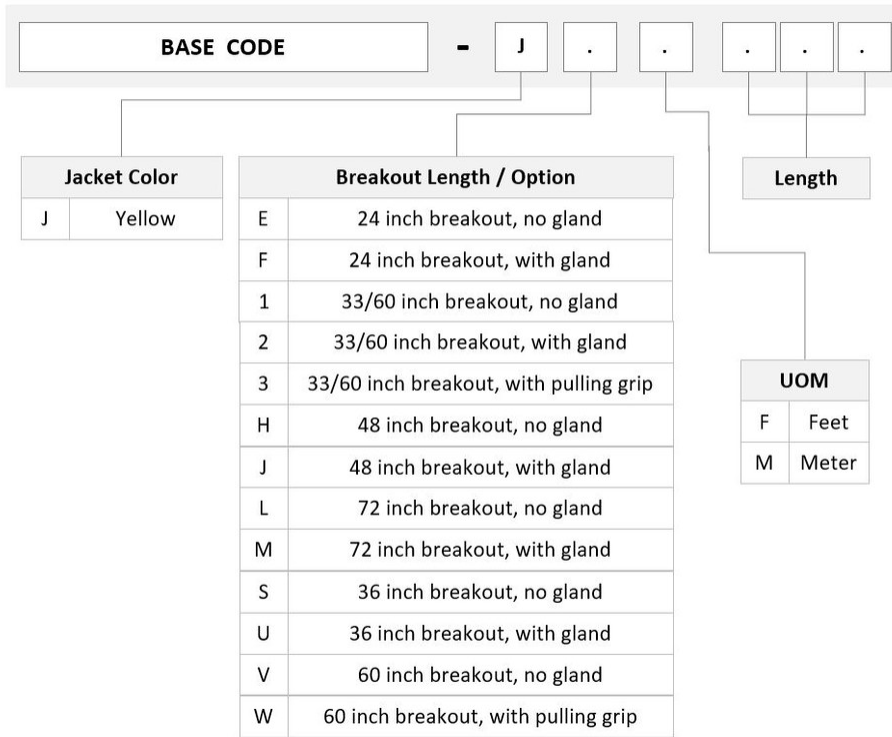 BASE CODE - J . . . . .
Jacket Color
J Yellow
Breakout Length / Option
E 24 inch breakout, no gland
F 24 inch breakout, with gland
1 33/60 inch breakout, no gland
2 33/60 inch breakout, with gland
3 33/60 inch breakout, with pulling grip
H 48 inch breakout, no gland
J 48 inch breakout, with gland
L 72 inch breakout, no gland
M 72 inch breakout, with gland
S 36 inch breakout, no gland
U 36 inch breakout, with gland
V 60 inch breakout, no gland
W 60 inch breakout, with pulling grip
Length
UOM
F Feet
M Meter